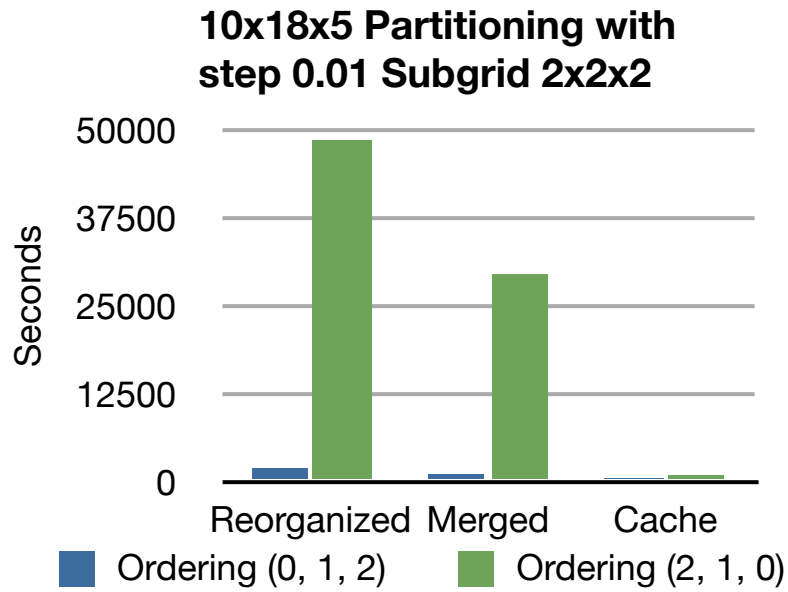 10x18x5 Partitioning with
step 0.01 Subgrid 2x2x2
50000
37500
25000
12500
0
Seconds
Reorganized Merged Cache
Ordering (0, 1, 2) Ordering (2, 1, 0)